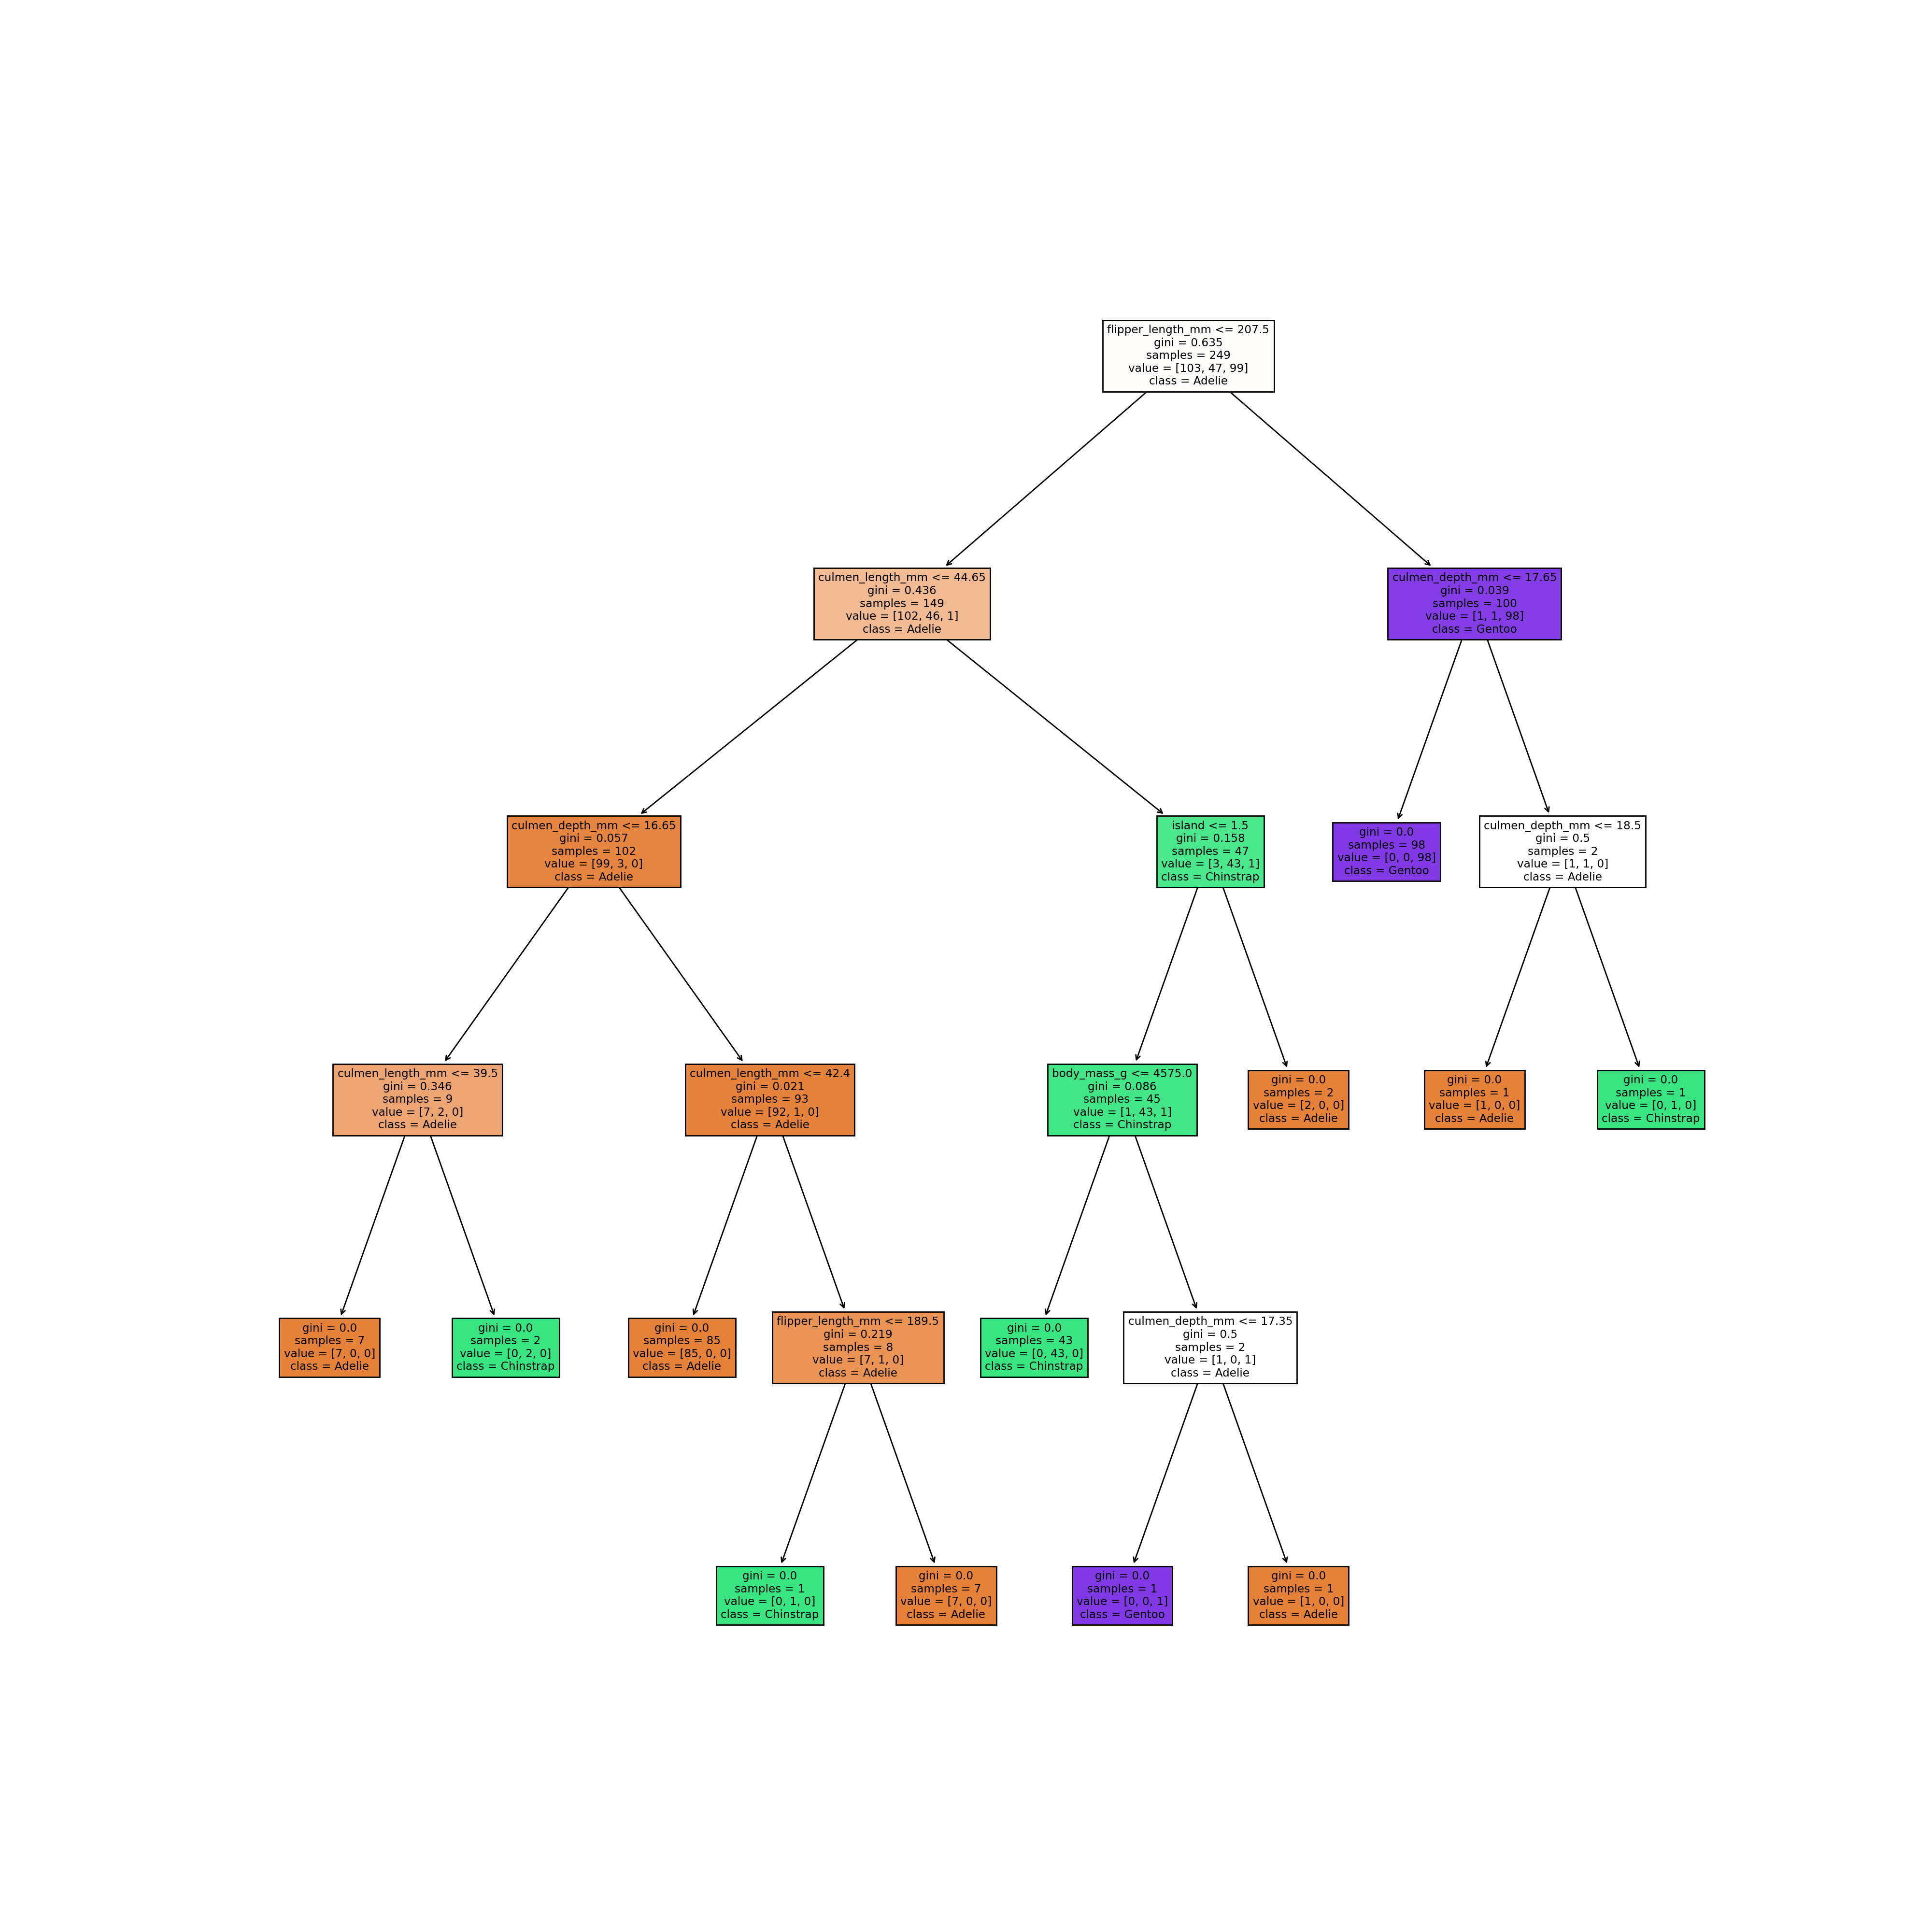 flipper_length_mm <= 207.5
gini = 0.635
samples = 249
value = [103, 47, 99]
class = Adelie
culmen_length_mm <= 44.65
gini = 0.436
samples = 149
value = [102, 46, 1]
class = Adelie
culmen_depth_mm <= 17.65
gini = 0.039
samples = 100
value = [1, 1, 98]
class = Gentoo
culmen_depth_mm <= 16.65
gini = 0.057
samples = 102
value = [99, 3, 0]
class = Adelie
island <= 1.5
gini = 0.158
samples = 47
value = [3, 43, 1]
class = Chinstrap
gini = 0.0
samples = 98
value = [0, 0, 98]
class = Gentoo
culmen_depth_mm <= 18.5
gini = 0.5
samples = 2
value = [1, 1, 0]
class = Adelie
culmen_length_mm <= 39.5
gini = 0.346
samples = 9
value = [7, 2, 0]
class = Adelie
culmen_length_mm <= 42.4
gini = 0.021
samples = 93
value = [92, 1, 0]
class = Adelie
body_mass_g <= 4575.0
gini = 0.086
samples = 45
value = [1, 43, 1]
class = Chinstrap
gini = 0.0
samples = 2
value = [2, 0, 0]
class = Adelie
gini = 0.0
samples = 1
value = [1, 0, 0]
class = Adelie
gini = 0.0
samples = 1
value = [0, 1, 0]
class = Chinstrap
gini = 0.0
samples = 7
value = [7, 0, 0]
class = Adelie
gini = 0.0
samples = 2
value = [0, 2, 0]
class = Chinstrap
gini = 0.0
samples = 85
value = [85, 0, 0]
class = Adelie
flipper_length_mm <= 189.5
gini = 0.219
samples = 8
value = [7, 1, 0]
class = Adelie
gini = 0.0
samples = 43
value = [0, 43, 0]
class = Chinstrap
culmen_depth_mm <= 17.35
gini = 0.5
samples = 2
value = [1, 0, 1]
class = Adelie
gini = 0.0
samples = 1
value = [0, 1, 0]
class = Chinstrap
gini = 0.0
samples = 7
value = [7, 0, 0]
class = Adelie
gini = 0.0
samples = 1
value = [0, 0, 1]
class = Gentoo
gini = 0.0
samples = 1
value = [1, 0, 0]
class = Adelie